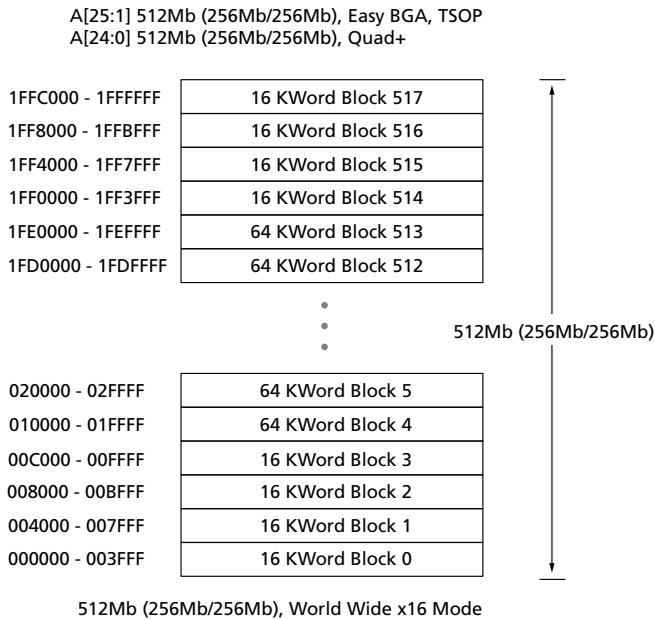 A[25:1] 512Mb (256Mb/256Mb), Easy BGA, TSOP
A[24:0] 512Mb (256Mb/256Mb), Quad+
1FFC000 - 1FFFFFF 16 KWord Block 517
1FF8000 - 1FFBFFF 16 KWord Block 516
1FF4000 - 1FF7FFF 16 KWord Block 515
1FF0000 - 1FF3FFF 16 KWord Block 514
1FE0000 - 1FEFFFF 64 KWord Block 513
1FD0000 - 1FDFFFF 64 KWord Block 512
512Mb (256Mb/256Mb)
020000 - 02FFFF 64 KWord Block 5
010000 - 01FFFF 64 KWord Block 4
00C000 - 00FFFF 16 KWord Block 3
008000 - 00BFFF 16 KWord Block 2
004000 - 007FFF 16 KWord Block 1
000000 - 003FFF 16 KWord Block 0
512Mb (256Mb/256Mb), World Wide x16 Mode